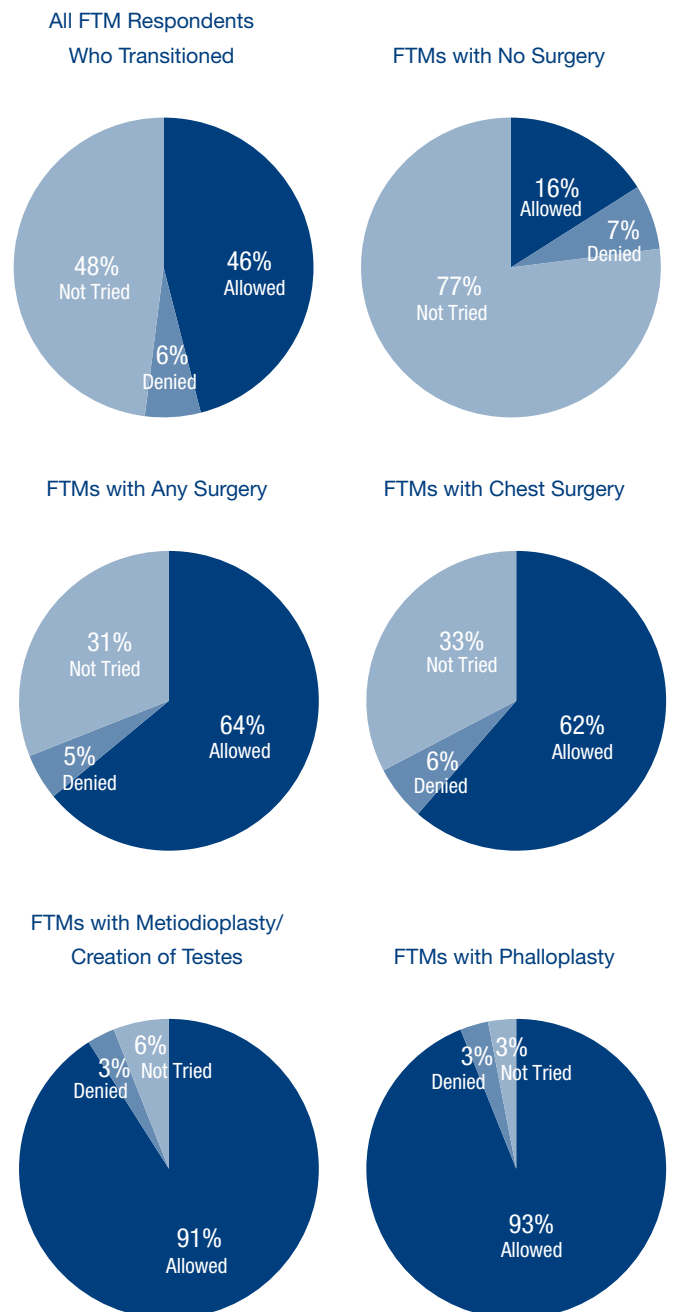 All FTM Respondents
Who Transitioned
48%
Not Tried
46%
Allowed
6%
Denied
FTMs with No Surgery
16%
Allowed
7%
Denied
77%
Not Tried
FTMs with Any Surgery
31%
Not Tried
64%
Allowed
5%
Denied
FTMs with Chest Surgery
33%
Not Tried
62%
Allowed
6%
Denied
FTMs with Metiodioplasty/
Creation of Testes
6%
Not Tried
3%
Denied
91%
Allowed
FTMs with Phalloplasty
3%
Denied
3%
Not Tried
93%
Allowed